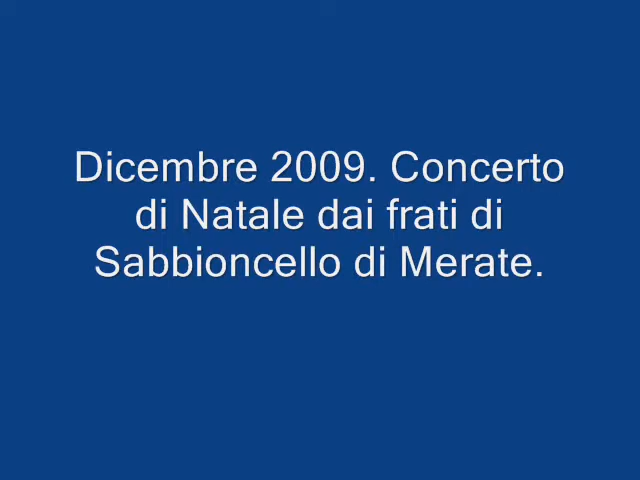 Dicembre 2009. Concerto
di Natale dai frati di
Sabbioncello di Merate.